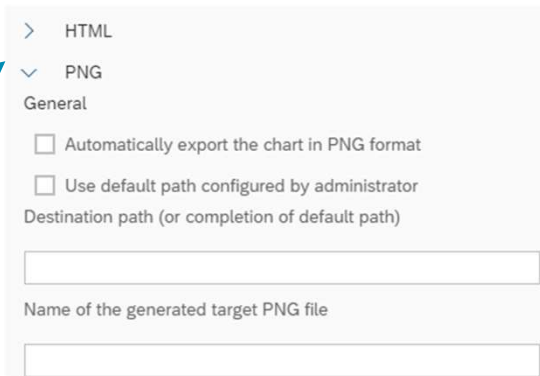 HTML
PNG
General
Automatically export the chart in PNG format
Use default path configured by administrator
Destination path (or completion of default path)
Name of the generated target PNG file